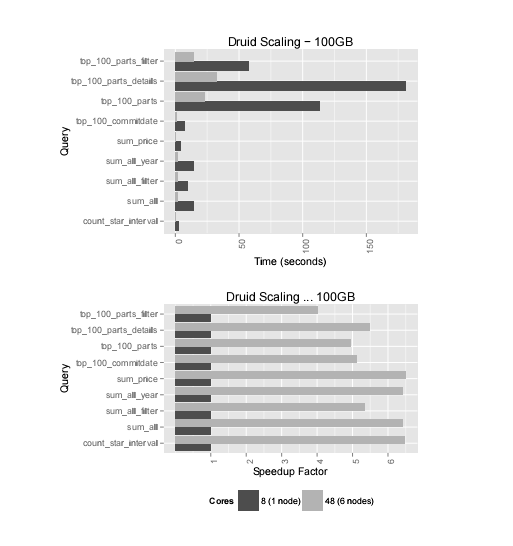 Druid Scaling − 100GB
top_100_parts_filter
top_100_parts_details
top_100_parts
top_100_commitdate
sum_price
sum_all_year
sum_all_filter
sum_all
count_star_interval
Query
0
50
100
150
Time (seconds)
Druid Scaling ... 100GB
top_100_parts_filter
top_100_parts_details
top_100_parts
top_100_commitdate
sum_price
sum_all_year
sum_all_filter
sum_all
count_star_interval
Query
1
2
3
4
5
6
Speedup Factor
Cores 8 (1 node) 48 (6 nodes)